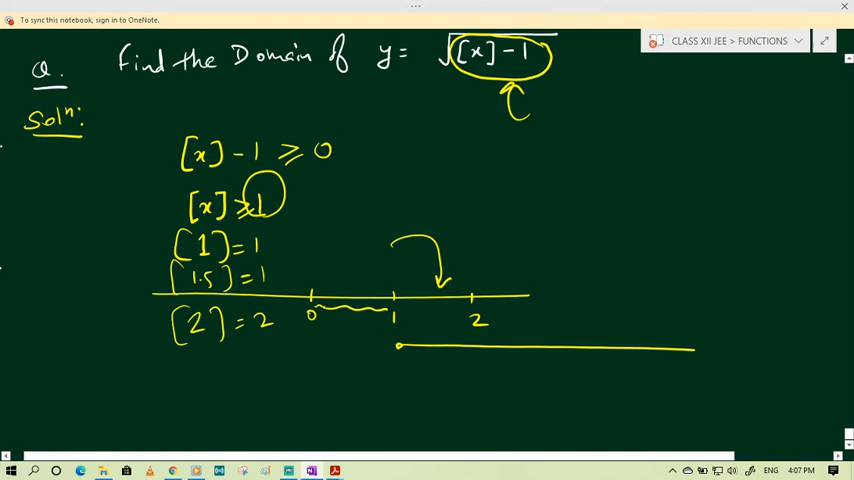 To sync this notebook, sign in to OneNote.
Q. Find the Domain of y = √[x] - 1
CLASS XII JEE > FUNCTIONS
Solⁿ:
[x] - 1 ≥ 0
[x] ≥ 1
[1] = 1
[1.5] = 1
0 1 2
[2] = 2
ENG 4:07 PM